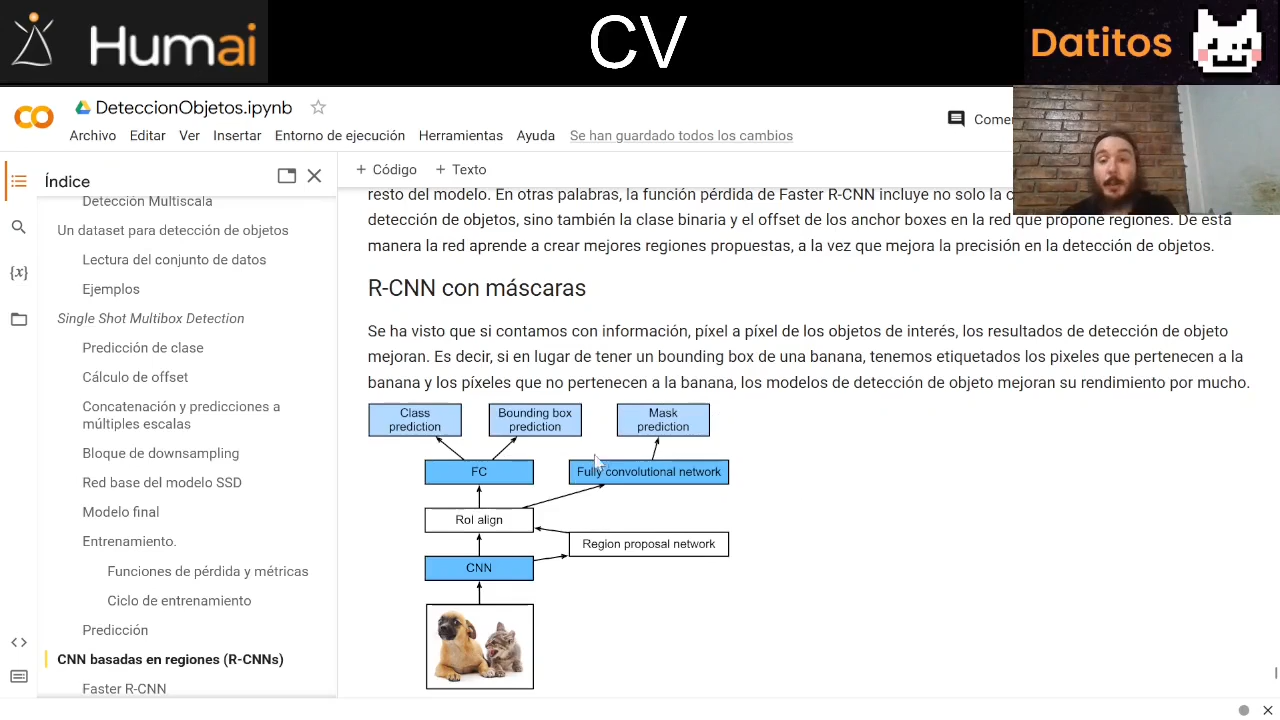 Humai
CV
Datitos
DeteccionObjetos.ipynb
Archivo Editar Ver Insertar Entorno de ejecución Herramientas Ayuda Se han guardado todos los cambios
Índice
+ Código + Texto
Detección Multiscala
Un dataset para detección de objetos
Lectura del conjunto de datos
Ejemplos
Single Shot Multibox Detection
Predicción de clase
Cálculo de offset
Concatenación y predicciones a
múltiples escalas
Bloque de downsampling
Red base del modelo SSD
Modelo final
Entrenamiento.
Funciones de pérdida y métricas
Ciclo de entrenamiento
Predicción
CNN basadas en regiones (R-CNNs)
Faster R-CNN
{x}
resto del modelo. En otras palabras, la función pérdida de Faster R-CNN incluye no solo la
detección de objetos, sino también la clase binaria y el offset de los anchor boxes en la red que propone regiones. De esta
manera la red aprende a crear mejores regiones propuestas, a la vez que mejora la precisión en la detección de objetos.
R-CNN con máscaras
Se ha visto que si contamos con información, píxel a píxel de los objetos de interés, los resultados de detección de objeto
mejoran. Es decir, si en lugar de tener un bounding box de una banana, tenemos etiquetados los pixeles que pertenecen a la
banana y los píxeles que no pertenecen a la banana, los modelos de detección de objeto mejoran su rendimiento por mucho.
Class
prediction
Bounding box
prediction
Mask
prediction
FC
Fully convolutional network
RoI align
Region proposal network
CNN